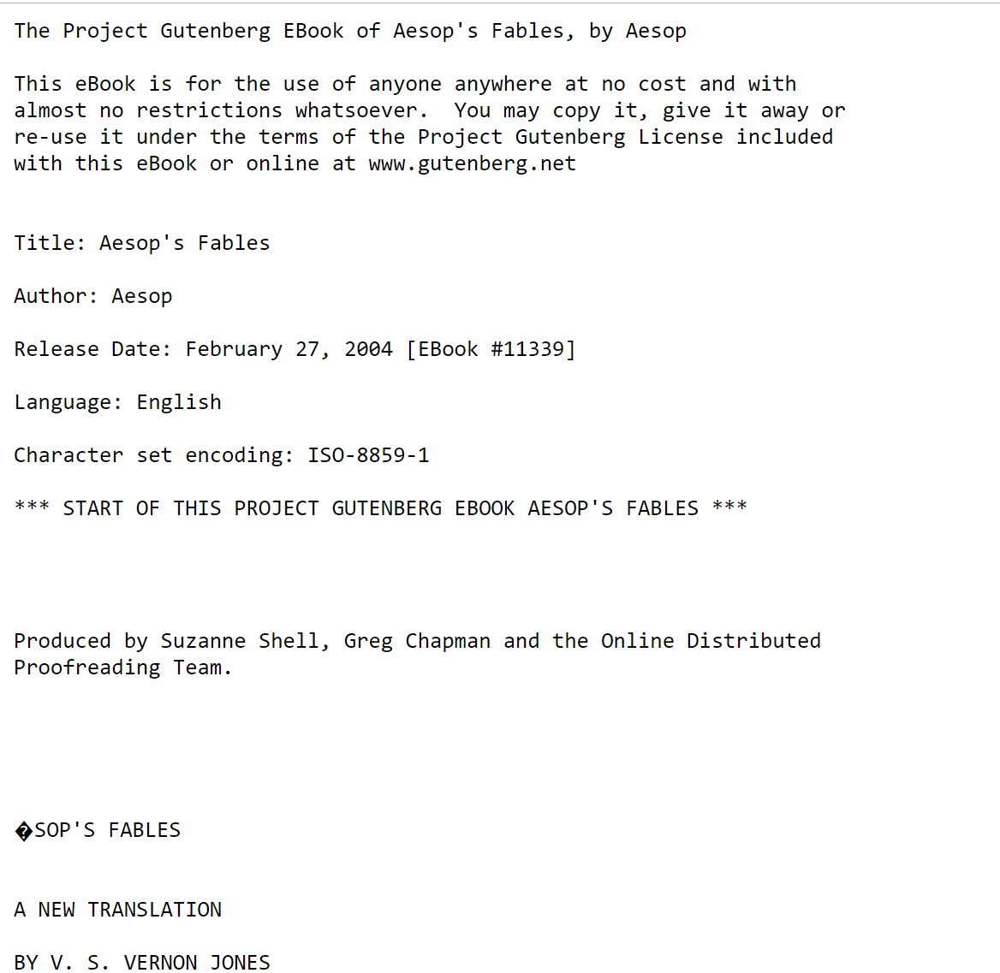 The Project Gutenberg EBook of Aesop's Fables, by Aesop
This eBook is for the use of anyone anywhere at no cost and with
almost no restrictions whatsoever.  You may copy it, give it away or
re-use it under the terms of the Project Gutenberg License included
with this eBook or online at www.gutenberg.net
Title: Aesop's Fables
Author: Aesop
Release Date: February 27, 2004 [EBook #11339]
Language: English
Character set encoding: ISO-8859-1
*** START OF THIS PROJECT GUTENBERG EBOOK AESOP'S FABLES ***
Produced by Suzanne Shell, Greg Chapman and the Online Distributed
Proofreading Team.
�SOP'S FABLES
A NEW TRANSLATION
BY V. S. VERNON JONES